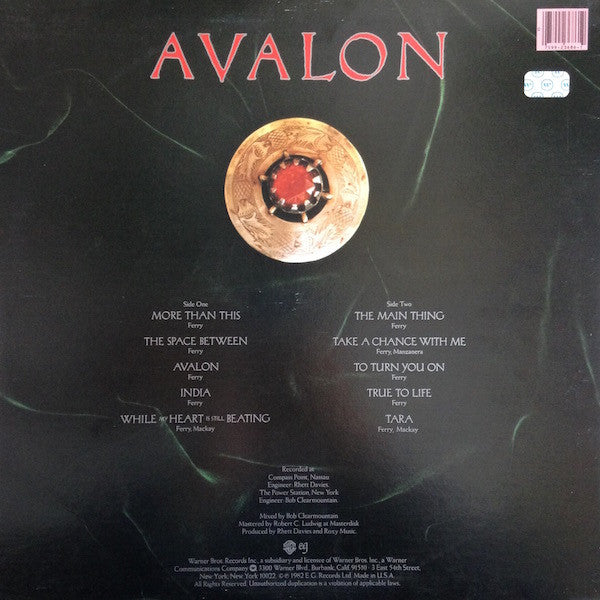 AVALON
Side One
MORE THAN THIS
Ferry
THE SPACE BETWEEN
Ferry
AVALON
Ferry
INDIA
Ferry
WHILE MY HEART IS STILL BEATING
Ferry, Mackay
Side Two
THE MAIN THING
Ferry
TAKE A CHANCE WITH ME
Ferry, Manzanera
TO TURN YOU ON
Ferry
TRUE TO LIFE
Ferry
TARA
Ferry, Mackay
Recorded at
Compass Point, Nassau
Engineer: Rhett Davies.
The Power Station, New York
Engineer: Bob Clearmountain.
Mixed by Bob Clearmountain
Mastered by Robert C. Ludwig at Masterdisk
Produced by Rhett Davies and Roxy Music.
eg
Warner Bros. Records Inc., a subsidiary and licensee of Warner Bros. Inc., a Warner
Communications Company 3300 Warner Blvd., Burbank, Calif. 91510 · 3 East 54th Street,
New York, New York 10022. ©℗ 1982 E.G. Records Ltd. Made in U.S.A.
All Rights Reserved. Unauthorized duplication is a violation of applicable laws.